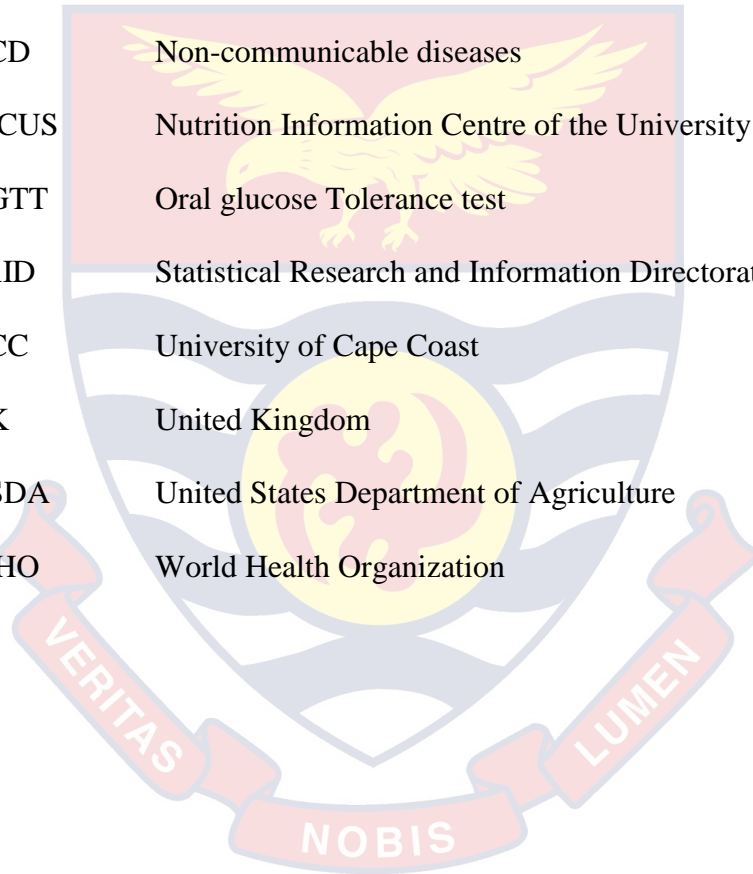 CD Non-communicable diseases
CUS Nutrition Information Centre of the University
GTT Oral glucose Tolerance test
ID Statistical Research and Information Directorat
CC University of Cape Coast
K United Kingdom
SDA United States Department of Agriculture
HO World Health Organization
VERITAS
NOBIS
LUMEN